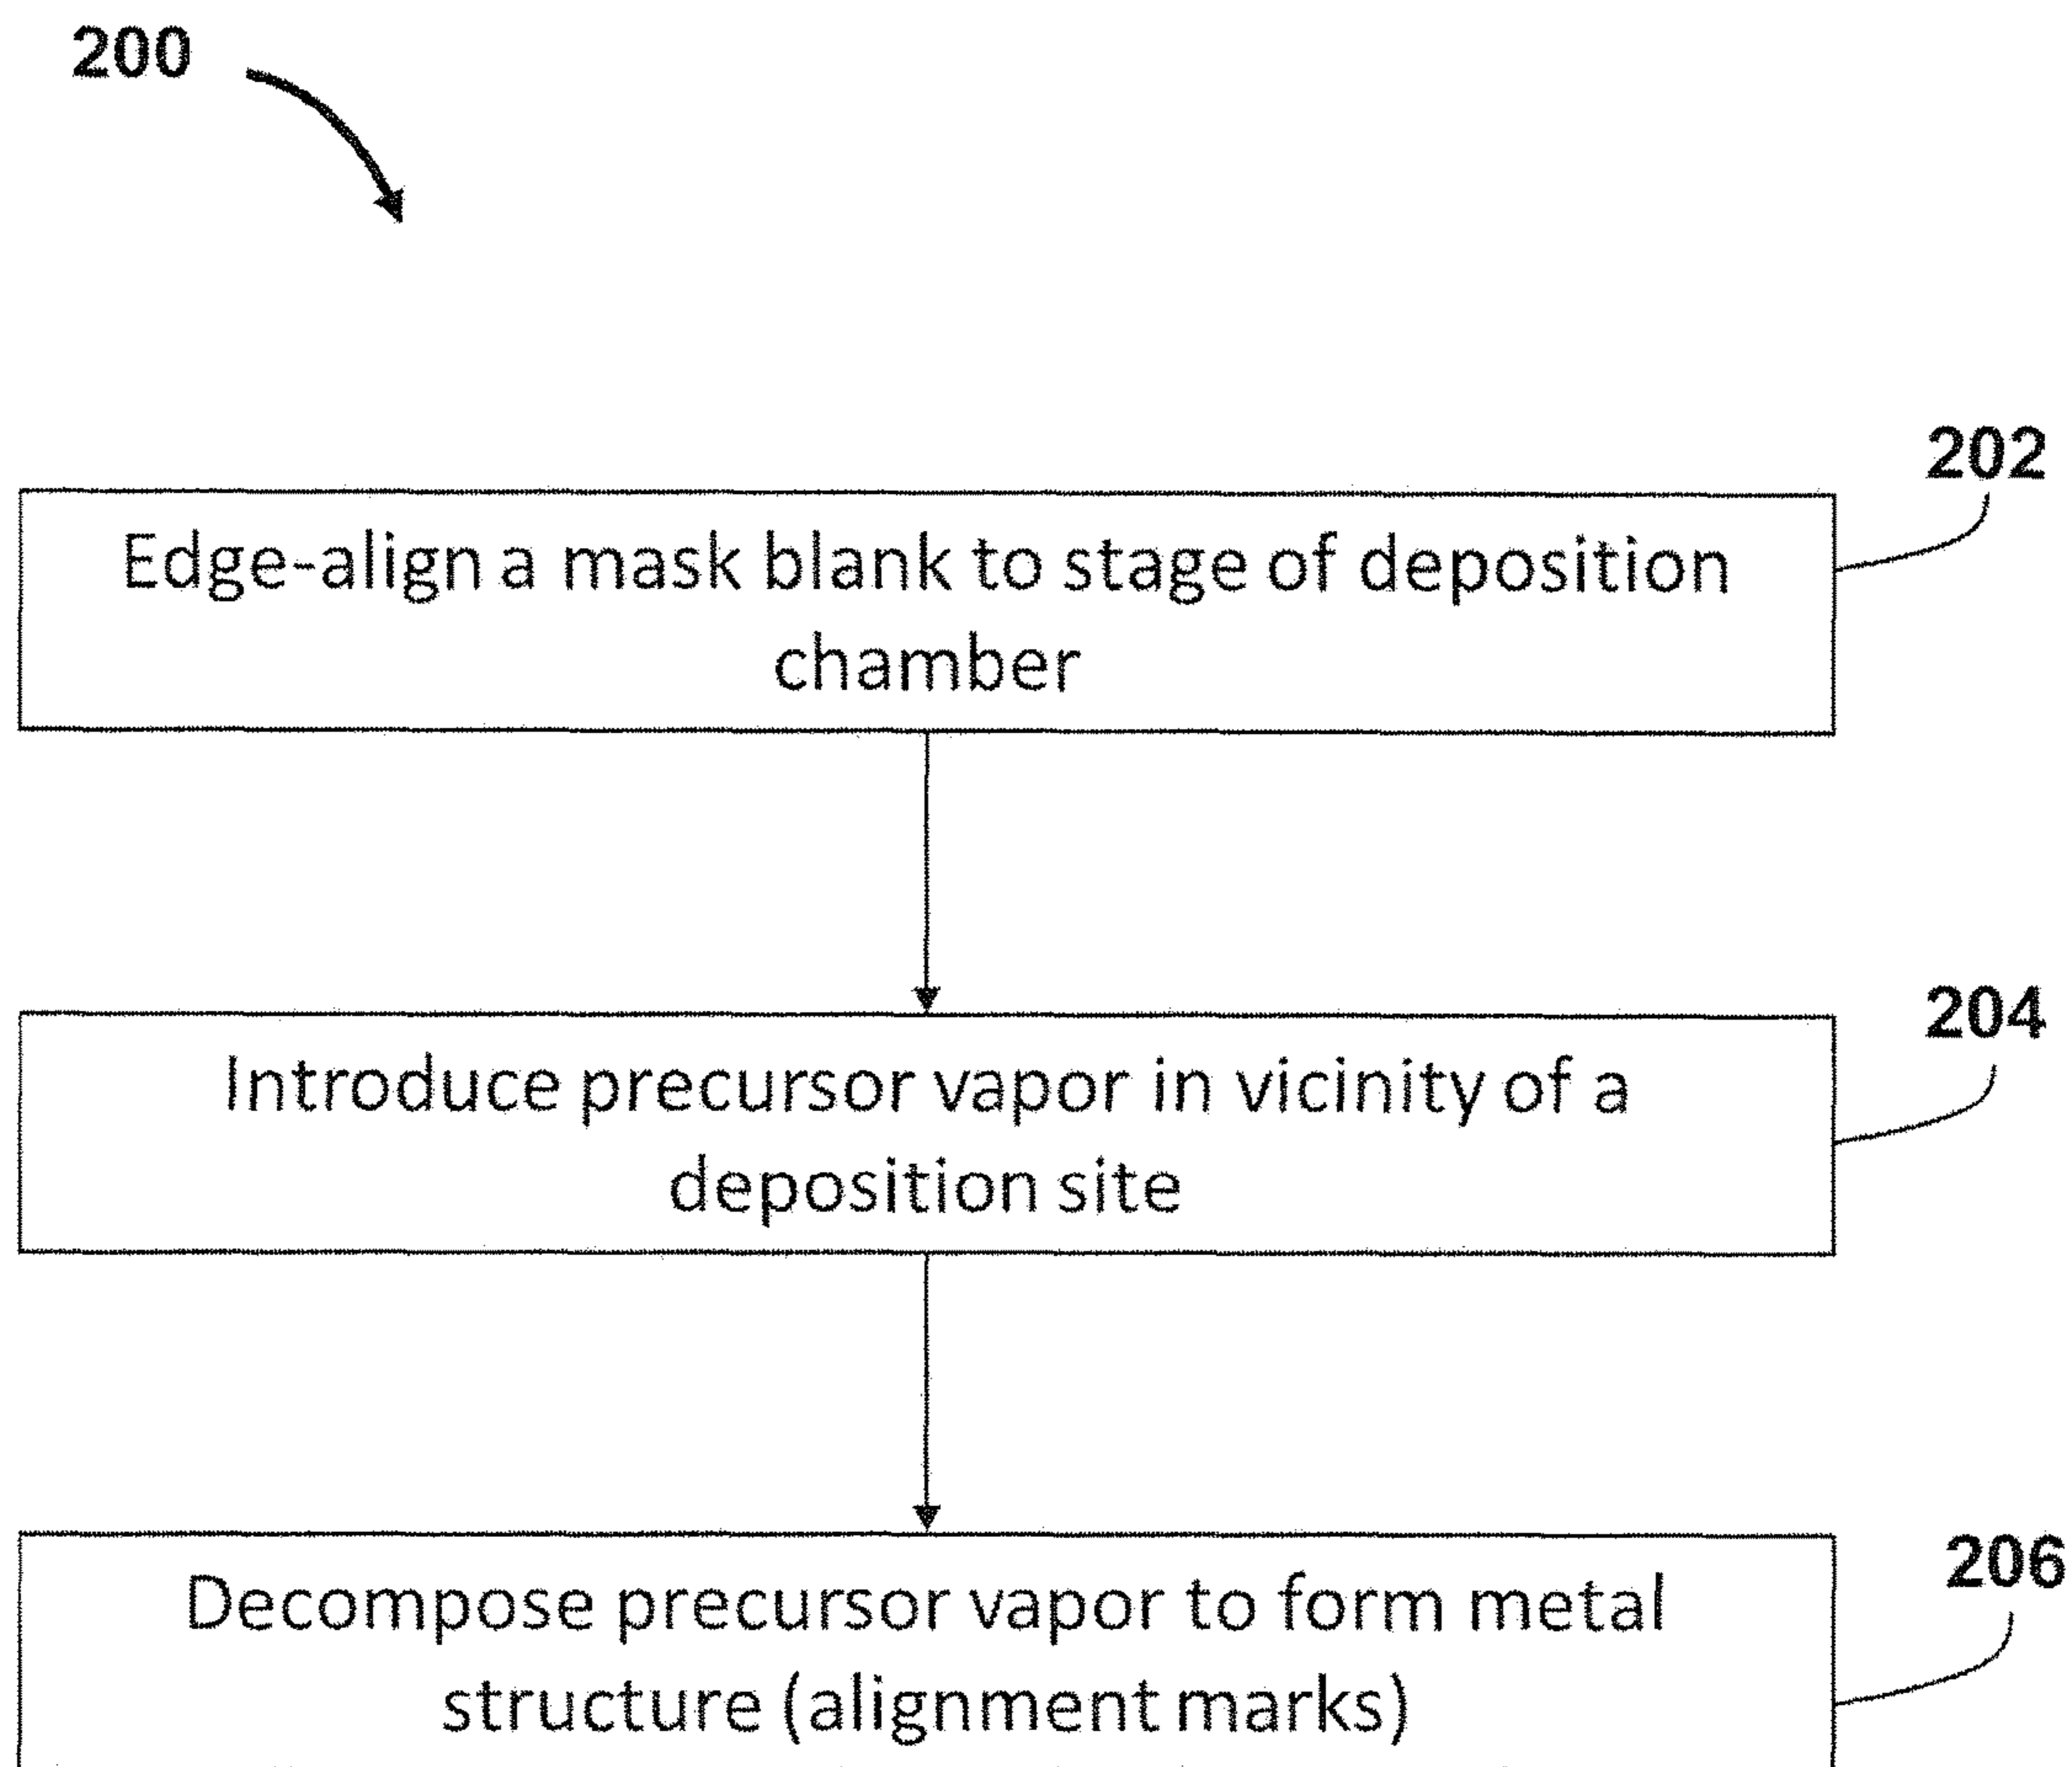 200
202
Edge-align a mask blank to stage of deposition
chamber
204
Introduce precursor vapor in vicinity of a
deposition site
206
Decompose precursor vapor to form metal
structure (alignment marks)